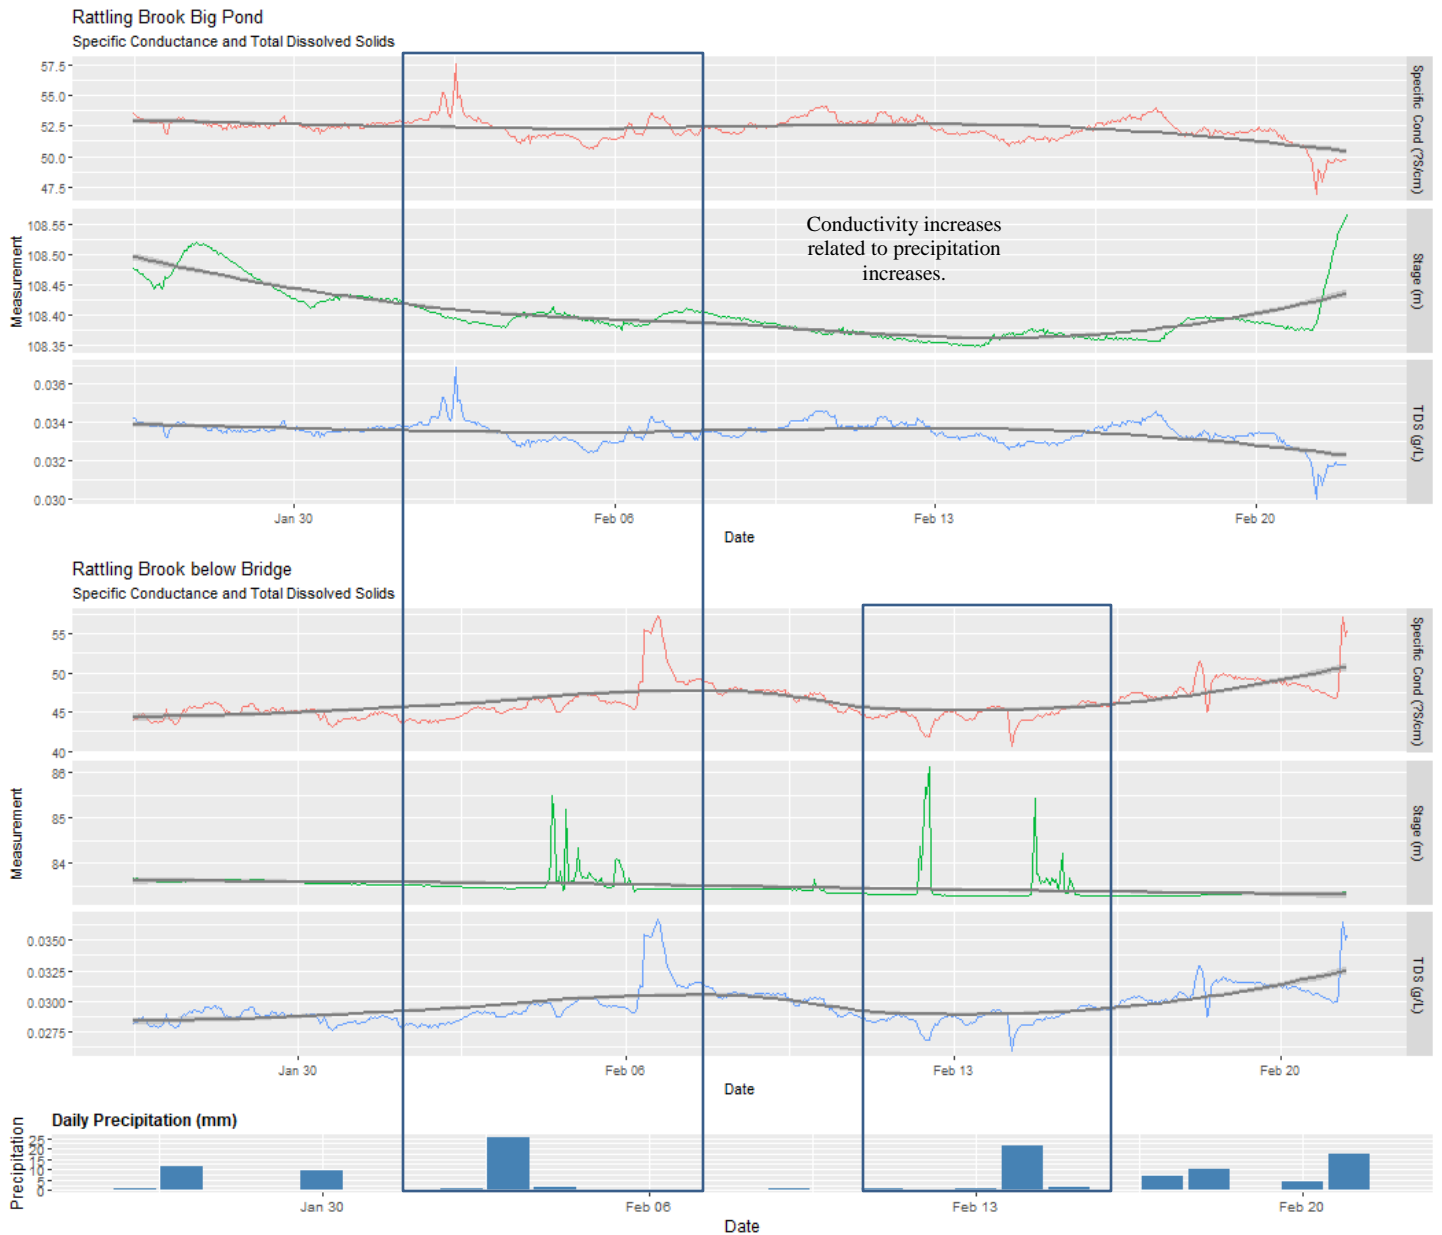 Rattling Brook Big Pond
Specific Conductance and Total Dissolved Solids
57.5
55.0
52.5
50.0
47.5
Specific Cond (?S/cm)
108.55
108.50
108.45
108.40
108.35
Stage (m)
Conductivity increases
related to precipitation
increases.
Measurement
0.036
0.034
0.032
0.030
TDS (g/L)
Jan 30
Feb 06
Feb 13
Feb 20
Date
Rattling Brook below Bridge
Specific Conductance and Total Dissolved Solids
55
50
45
40
Specific Cond (?S/cm)
86
85
84
Stage (m)
Measurement
0.0350
0.0325
0.0300
0.0275
TDS (g/L)
Jan 30
Feb 06
Feb 13
Feb 20
Date
Daily Precipitation (mm)
Precipitation
25
20
15
10
5
0
Jan 30
Feb 06
Feb 13
Feb 20
Date